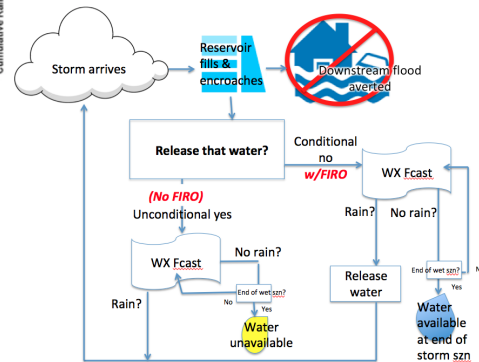 Storm arrives
Reservoir
fills &
encroaches
Downstream flood
averted
Release that water?
Conditional
no
w/FIRO
(No FIRO)
Unconditional yes
WX Fcast
Rain?
No rain?
WX Fcast
No rain?
End of wet szn?
No
Yes
Rain?
Water
unavailable
Release
water
End of wet szn?
Yes
Water
available
at end of
storm szn